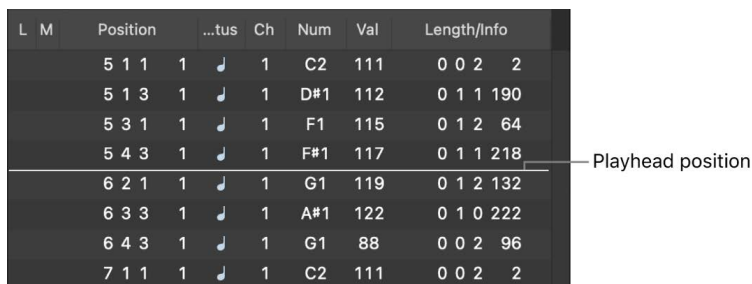 L M Position ...tus Ch Num Val Length/Info
5 1 1 1 1 C2 111 0 0 2 2
5 1 3 1 1 D#1 112 0 1 1 190
5 3 1 1 1 F1 115 0 1 2 64
5 4 3 1 1 F#1 117 0 1 1 218
Playhead position
6 2 1 1 1 G1 119 0 1 2 132
6 3 3 1 1 A#1 122 0 1 0 222
6 4 3 1 1 G1 88 0 0 2 96
7 1 1 1 1 C2 111 0 0 2 2